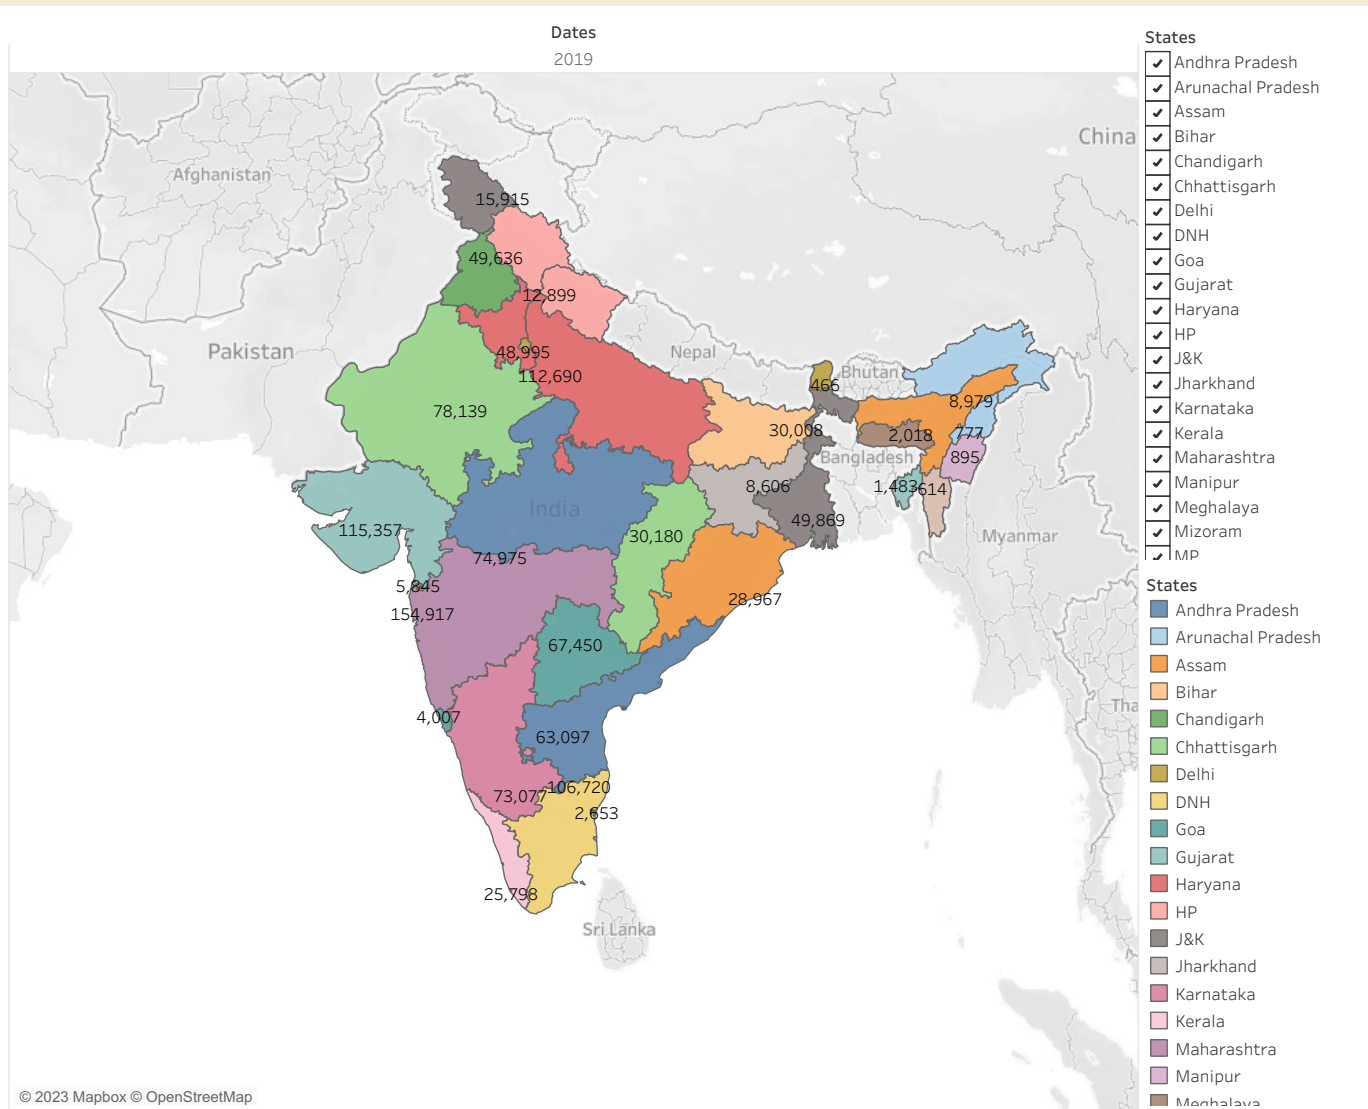 Dates
2019
China
Afghanistan
15,915
49,636
12,899
Pakistan
48,995
Nepal
112,690
Bhutan
466
78,139
8,979
30,008
2,018
777
Bangladesh
895
8,606
1,483
614
India
49,869
115,357
30,180
Myanmar
74,975
5,845
154,917
28,967
67,450
Tha
4,007
63,097
106,720
73,077
2,653
25,798
Sri Lanka
© 2023 Mapbox © OpenStreetMap
States
Andhra Pradesh
Arunachal Pradesh
Assam
Bihar
Chandigarh
Chhattisgarh
Delhi
DNH
Goa
Gujarat
Haryana
HP
J&K
Jharkhand
Karnataka
Kerala
Maharashtra
Manipur
Meghalaya
Mizoram
MP
States
Andhra Pradesh
Arunachal Pradesh
Assam
Bihar
Chandigarh
Chhattisgarh
Delhi
DNH
Goa
Gujarat
Haryana
HP
J&K
Jharkhand
Karnataka
Kerala
Maharashtra
Manipur
Meghalaya